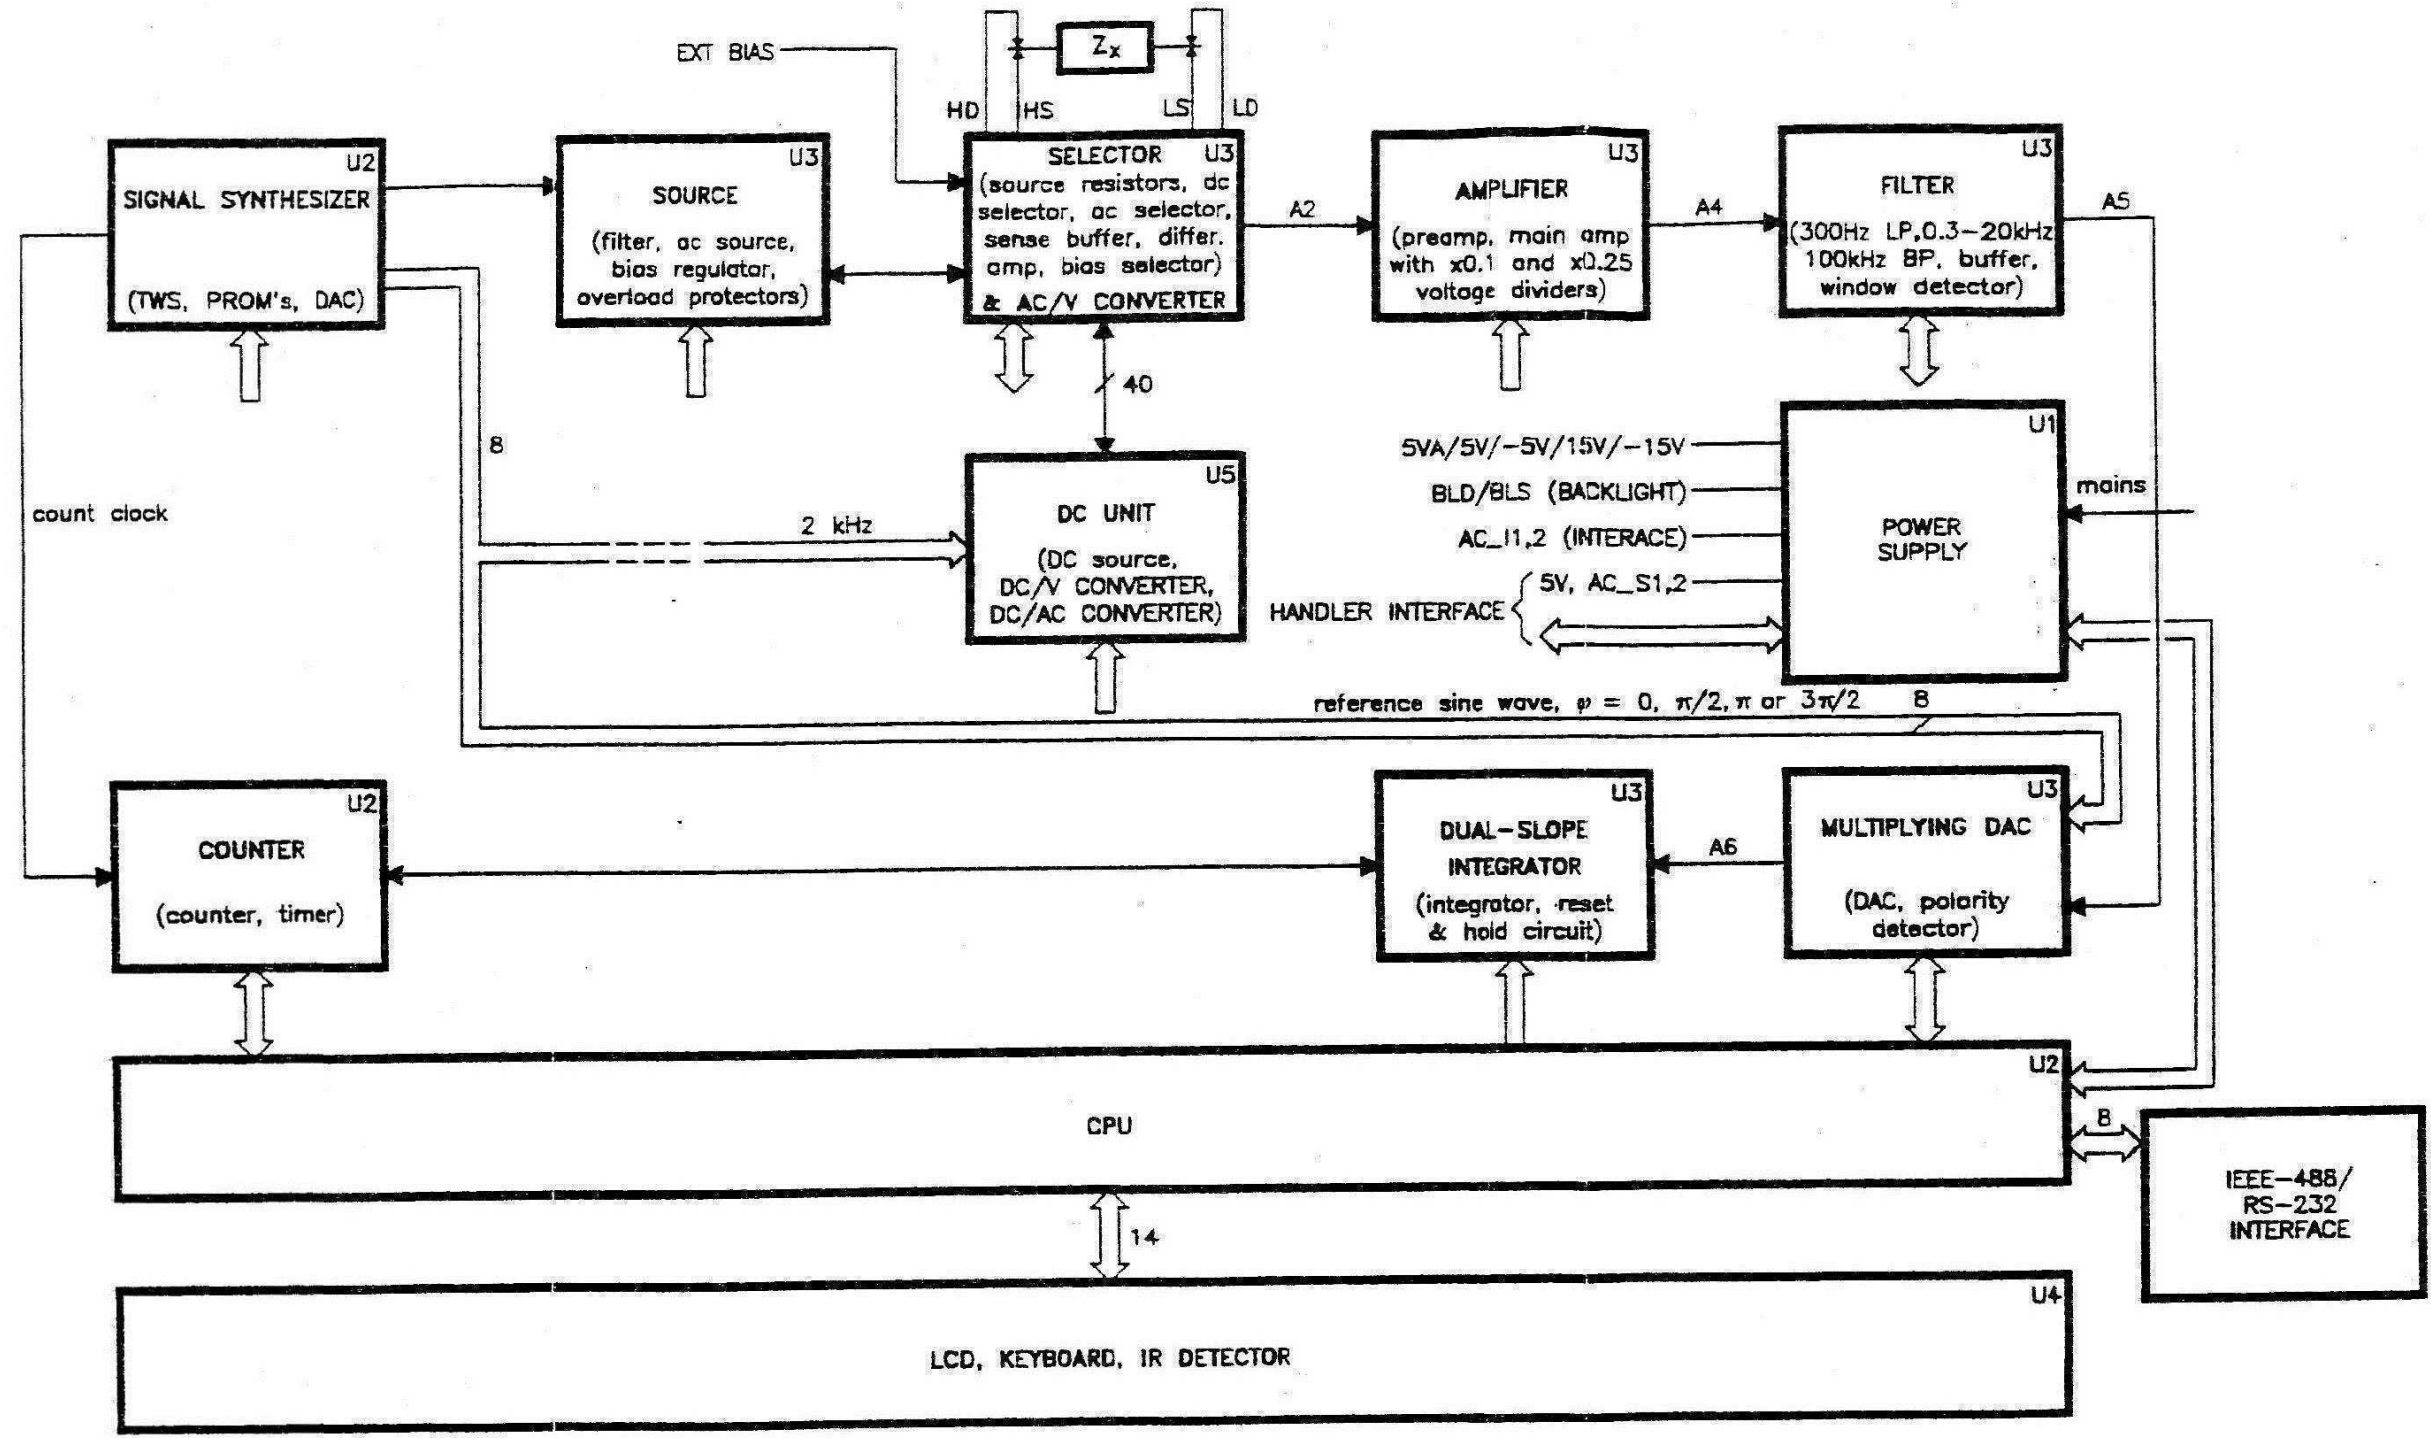 EXT BIAS
Zx
HD
HS
LS
LD
U2
SIGNAL SYNTHESIZER
(TWS, PROM's, DAC)
U3
SOURCE
(filter, ac source,
bias regulator,
overload protectors)
SELECTOR U3
(source resistors, dc
selector, ac selector,
sense buffer, differ.
amp, bias selector)
& AC/V CONVERTER
A2
U3
AMPLIFIER
(preamp, main amp
with x0.1 and x0.25
voltage dividers)
A4
U3
FILTER
(300Hz LP,0.3-20kHz
100kHz BP, buffer,
window detector)
A5
40
8
count clock
2 kHz
U5
DC UNIT
(DC source,
DC/V CONVERTER,
DC/AC CONVERTER)
5VA/5V/-5V/15V/-15V
BLD/BLS (BACKLIGHT)
AC_I1,2 (INTERACE)
5V, AC_S1,2
HANDLER INTERFACE
U1
POWER
SUPPLY
mains
reference sine wave, φ = 0, π/2, π or 3π/2
8
U2
COUNTER
(counter, timer)
U3
DUAL-SLOPE
INTEGRATOR
(integrator, reset
& hold circuit)
A6
U3
MULTIPLYING DAC
(DAC, polarity
detector)
U2
CPU
8
IEEE-488/
RS-232
INTERFACE
14
U4
LCD, KEYBOARD, IR DETECTOR